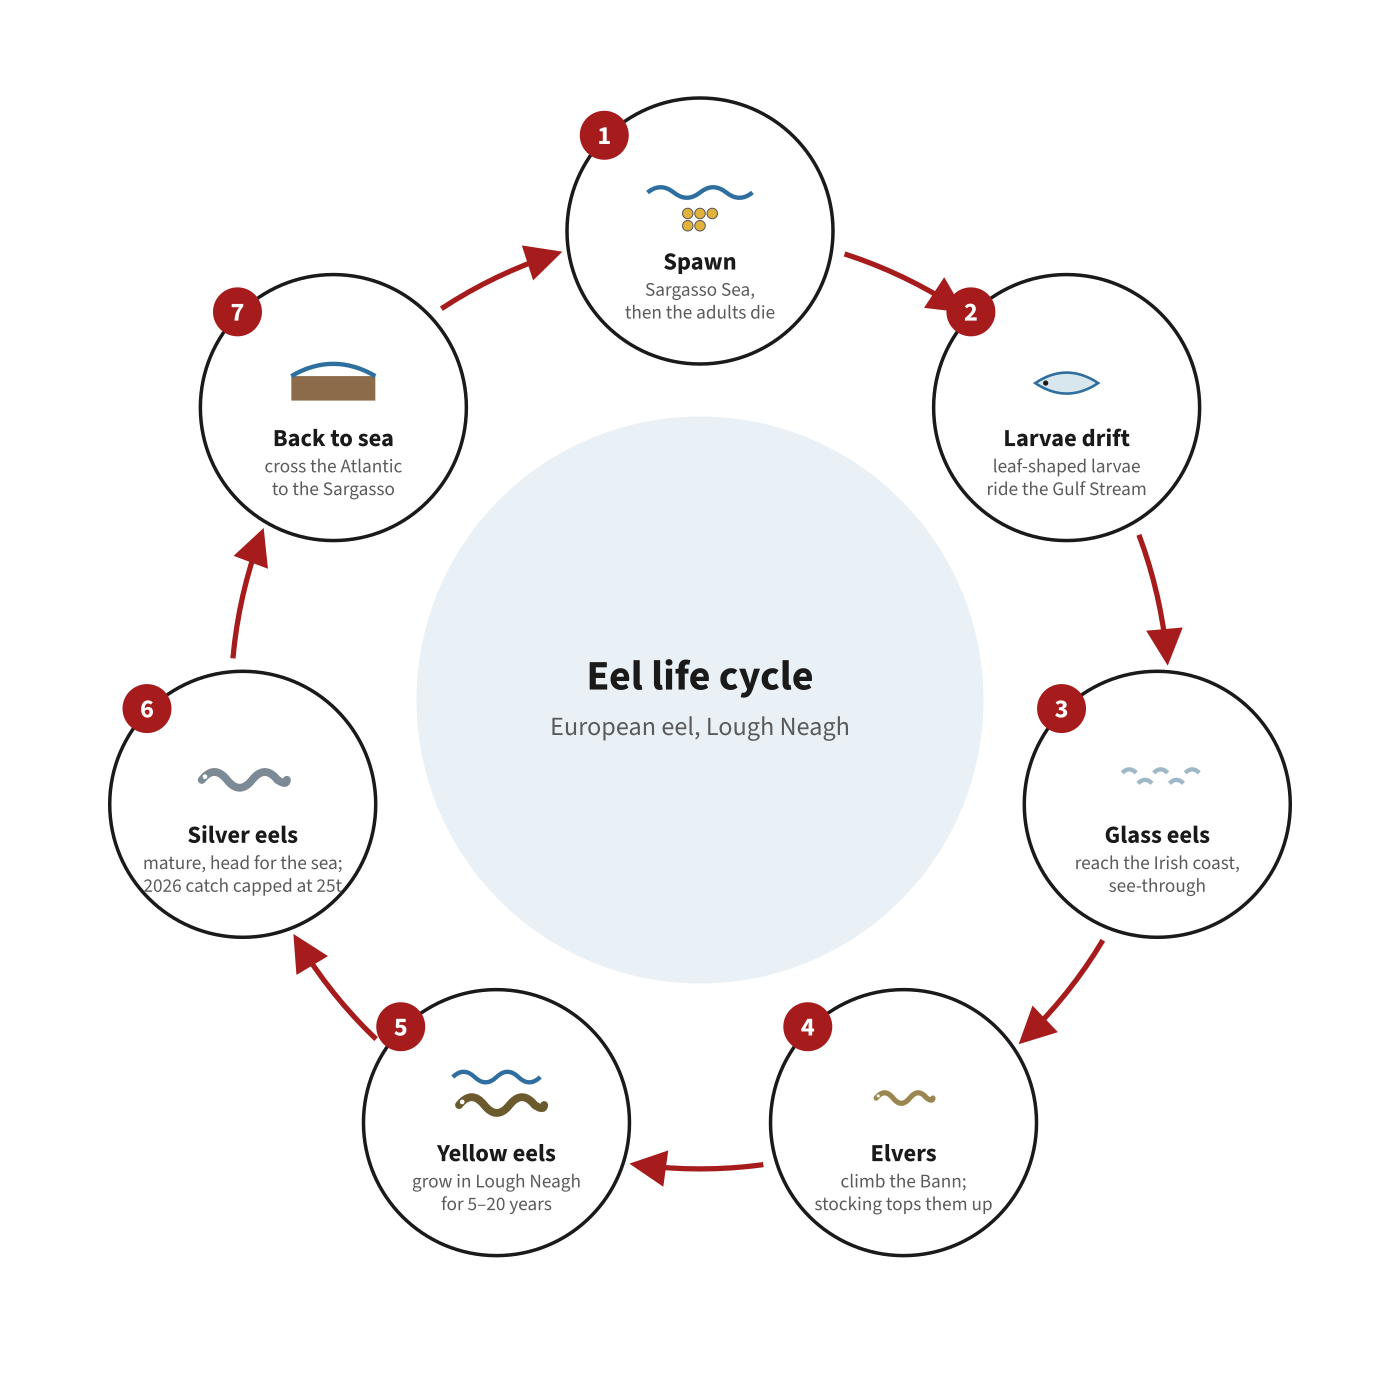 Eel life cycle
European eel, Lough Neagh
1
Spawn
Sargasso Sea,
then the adults die
2
Larvae drift
leaf-shaped larvae
ride the Gulf Stream
3
Glass eels
reach the Irish coast,
see-through
4
Elvers
climb the Bann;
stocking tops them up
5
Yellow eels
grow in Lough Neagh
for 5–20 years
6
Silver eels
mature, head for the sea;
2026 catch capped at 25t
7
Back to sea
cross the Atlantic
to the Sargasso